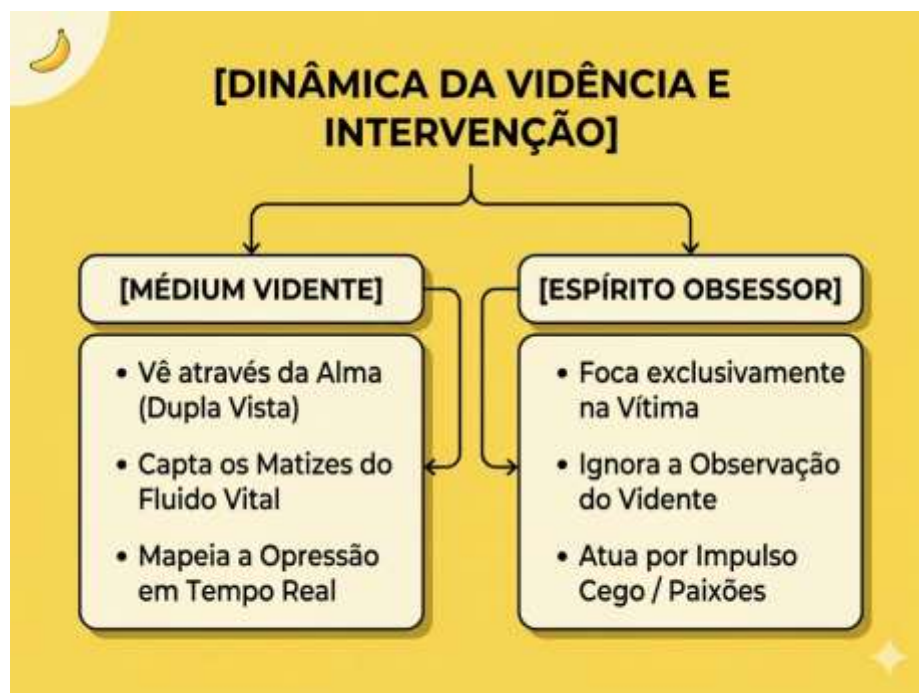 [DINÂMICA DA VIDÊNCIA E
INTERVENÇÃO]
[MÉDIUM VIDENTE]
• Vê através da Alma
(Dupla Vista)
• Capta os Matizes do
Fluido Vital
• Mapeia a Opressão
em Tempo Real
[ESPÍRITO OBSESSOR]
• Foca exclusivamente
na Vítima
• Ignora a Observação
do Vidente
• Atua por Impulso
Cego / Paixões